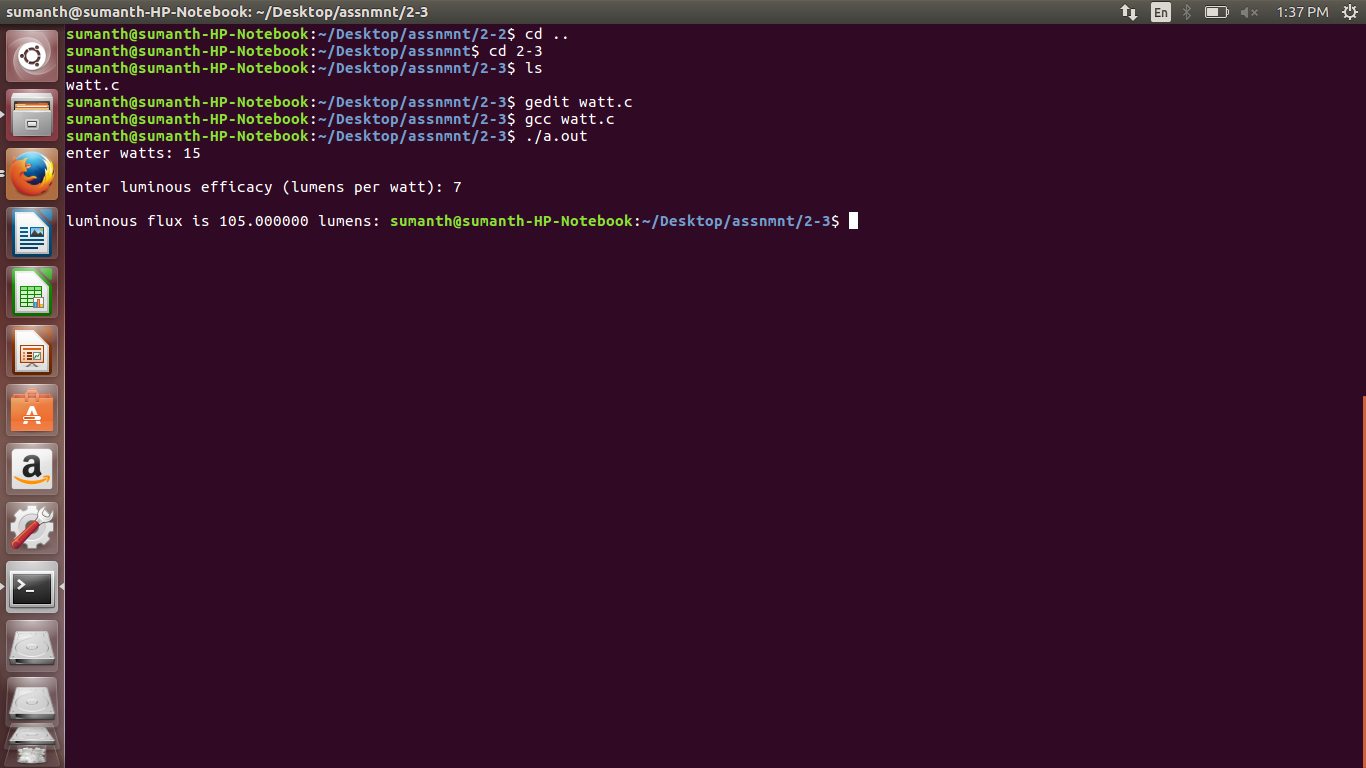 sumanth@sumanth-HP-Notebook: ~/Desktop/assnmnt/2-3
En
1:37 PM
sumanth@sumanth-HP-Notebook:~/Desktop/assnmnt/2-2$ cd ..
sumanth@sumanth-HP-Notebook:~/Desktop/assnmnt$ cd 2-3
sumanth@sumanth-HP-Notebook:~/Desktop/assnmnt/2-3$ ls
watt.c
sumanth@sumanth-HP-Notebook:~/Desktop/assnmnt/2-3$ gedit watt.c
sumanth@sumanth-HP-Notebook:~/Desktop/assnmnt/2-3$ gcc watt.c
sumanth@sumanth-HP-Notebook:~/Desktop/assnmnt/2-3$ ./a.out
enter watts: 15
enter luminous efficacy (lumens per watt): 7
luminous flux is 105.000000 lumens: sumanth@sumanth-HP-Notebook:~/Desktop/assnmnt/2-3$
A
a
>_